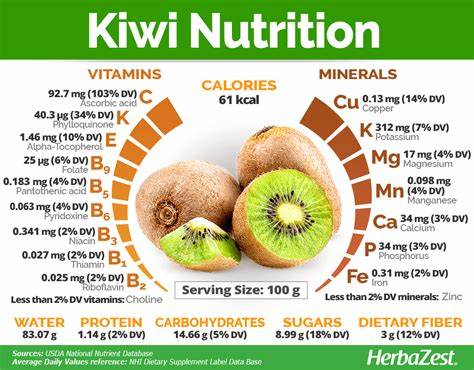 Kiwi Nutrition
VITAMINS
92.7 mg (103% DV) C
Ascorbic acid
40.3 µg (34% DV) K
Phylloquinone
1.46 mg (10% DV) E
Alpha-Tocopherol
25 µg (6% DV) B9
Folate
0.183 mg (4% DV) B5
Pantothenic acid
0.063 mg (4% DV) B6
Pyridoxine
0.341 mg (2% DV) B3
Niacin
0.027 mg (2% DV) B1
Thiamin
0.025 mg (2% DV) B2
Riboflavin
Less than 2% DV vitamins: Choline
CALORIES
61 kcal
Serving Size: 100 g
MINERALS
Cu 0.13 mg (14% DV)
Copper
K 312 mg (7% DV)
Potassium
Mg 17 mg (4% DV)
Magnesium
Mn 0.098 mg (4% DV)
Manganese
Ca 34 mg (3% DV)
Calcium
P 34 mg (3% DV)
Phosphorus
Fe 0.31 mg (2% DV)
Iron
Less than 2% DV minerals: Zinc
WATER
83.07 g
PROTEIN
1.14 g (2% DV)
CARBOHYDRATES
14.66 g (5% DV)
SUGARS
8.99 g (18% DV)
DIETARY FIBER
3 g (12% DV)
Sources: USDA National Nutrient Database
Average Daily Values reference: NHI Dietary Supplement Label Data Base
HerbaZest